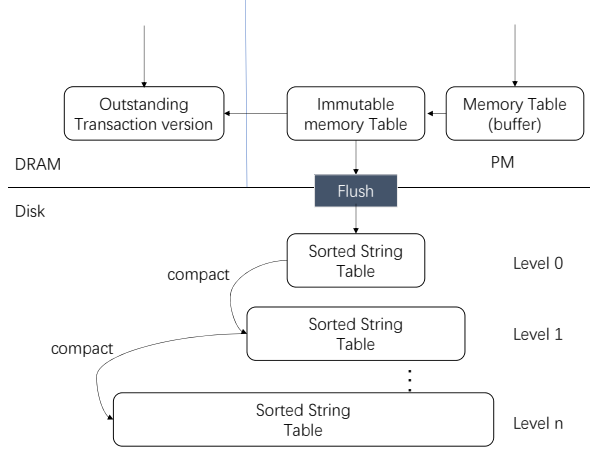 Outstanding
Transaction version
Immutable
memory Table
Memory Table
(buffer)
DRAM
PM
Flush
Disk
Sorted String
Table
Level 0
compact
Sorted String
Table
Level 1
compact
Sorted String
Table
Level n